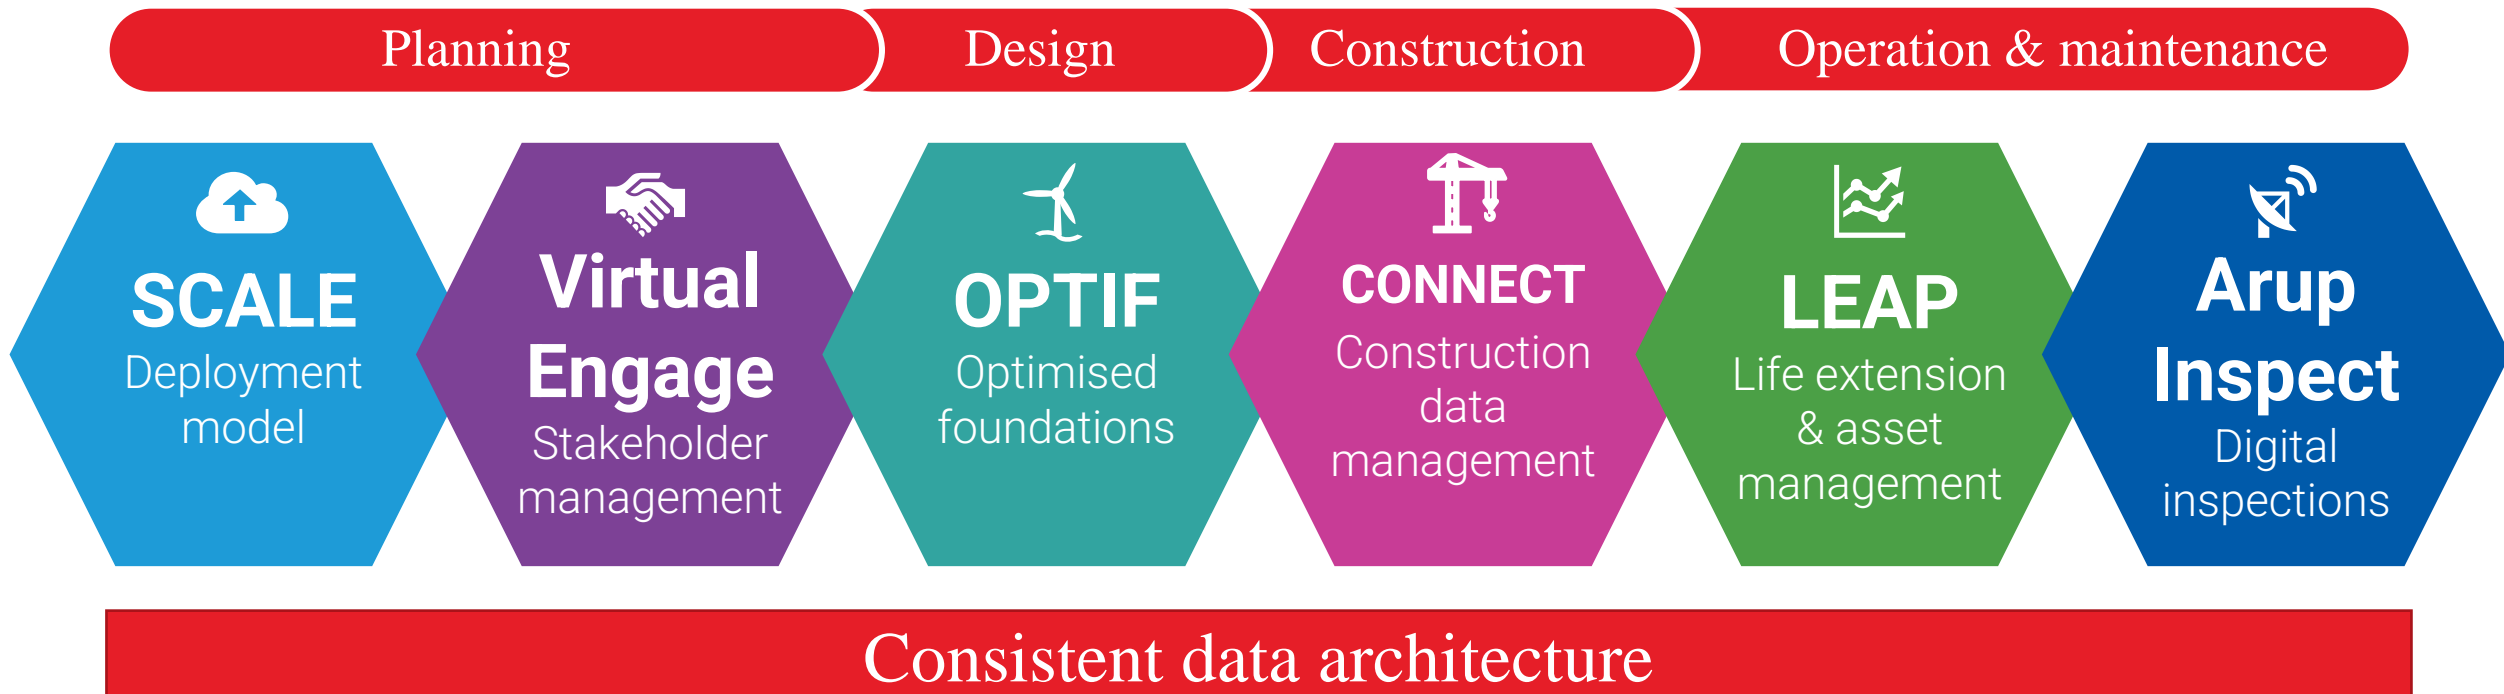 Planning
Design
Construction
Operation & maintenance
SCALE
Deployment
model
Virtual
Engage
Stakeholder
management
OPTIF
Optimised
foundations
CONNECT
Construction
data
management
LEAP
Life extension
& asset
management
Arup
Inspect
Digital
inspections
Consistent data architecture